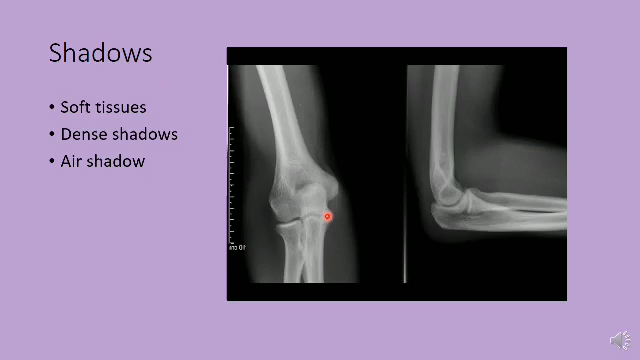 Shadows
• Soft tissues
• Dense shadows
• Air shadow